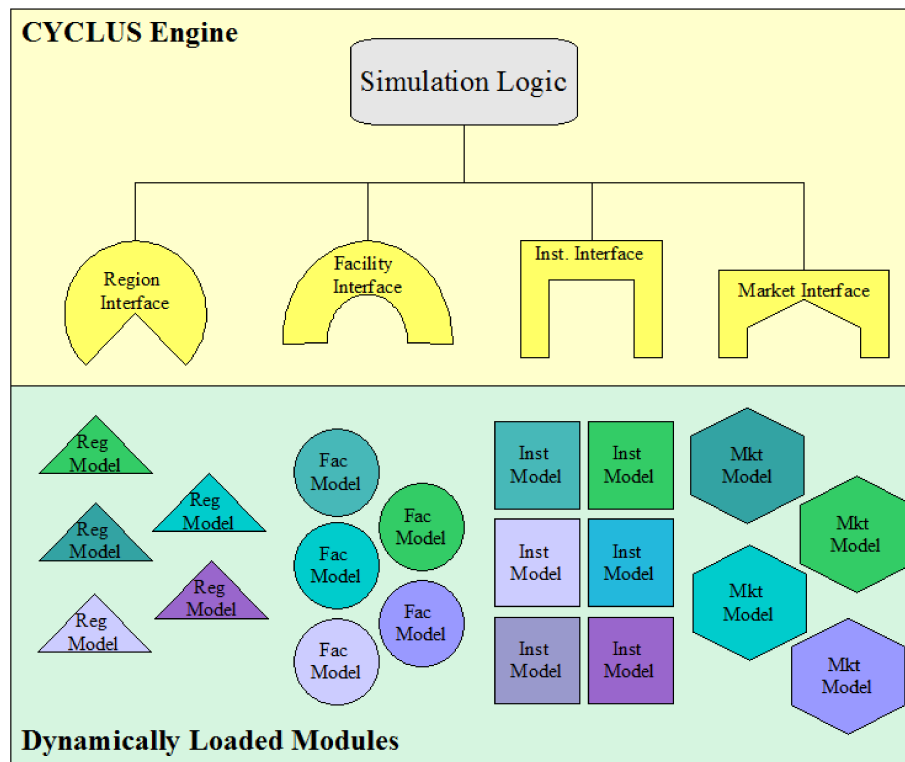 CYCLUS Engine
Simulation Logic
Region
Interface
Facility
Interface
Inst. Interface
Market Interface
Reg
Model
Reg
Model
Reg
Model
Reg
Model
Reg
Model
Fac
Model
Fac
Model
Fac
Model
Fac
Model
Fac
Model
Inst
Model
Inst
Model
Inst
Model
Inst
Model
Inst
Model
Inst
Model
Mkt
Model
Mkt
Model
Mkt
Model
Mkt
Model
Dynamically Loaded Modules